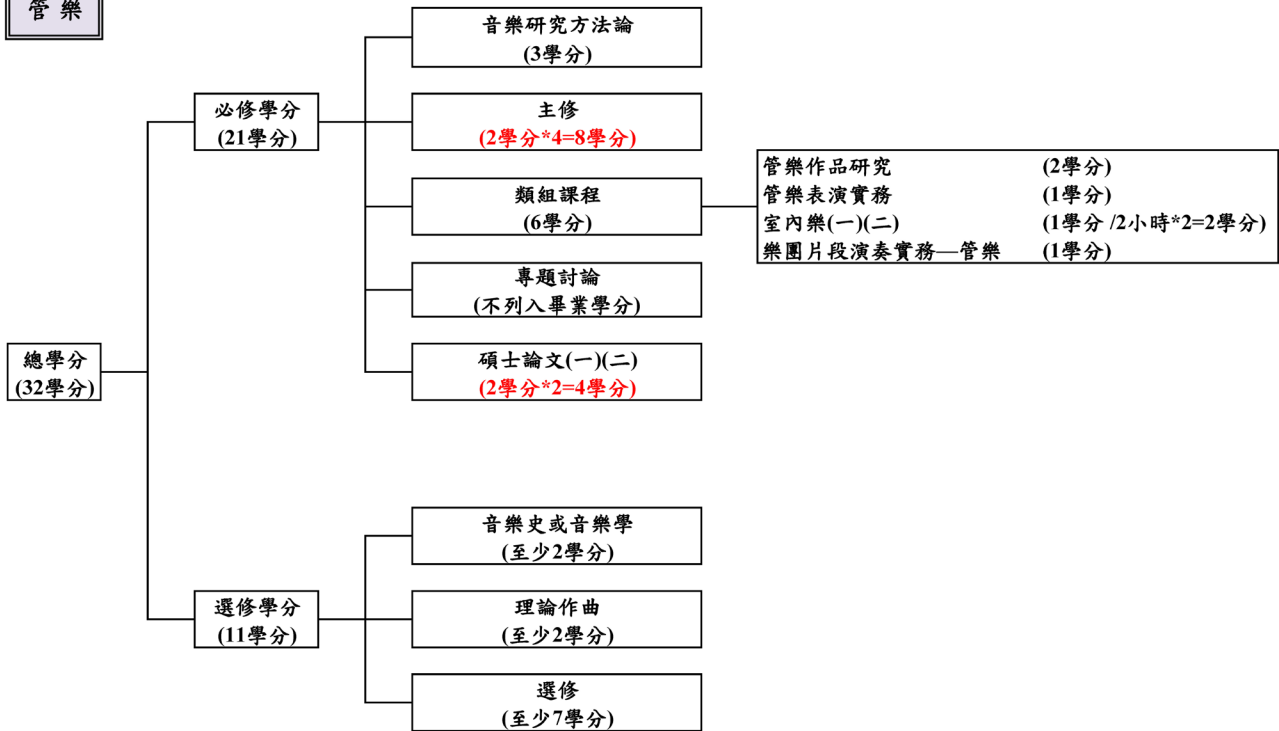 管樂
音樂研究方法論
(3學分)
必修學分
(21學分)
主修
(2學分*4=8學分)
類組課程
(6學分)
管樂作品研究 (2學分)
管樂表演實務 (1學分)
室內樂(一)(二) (1學分 /2小時*2=2學分)
樂團片段演奏實務—管樂 (1學分)
專題討論
(不列入畢業學分)
總學分
(32學分)
碩士論文(一)(二)
(2學分*2=4學分)
音樂史或音樂學
(至少2學分)
選修學分
(11學分)
理論作曲
(至少2學分)
選修
(至少7學分)